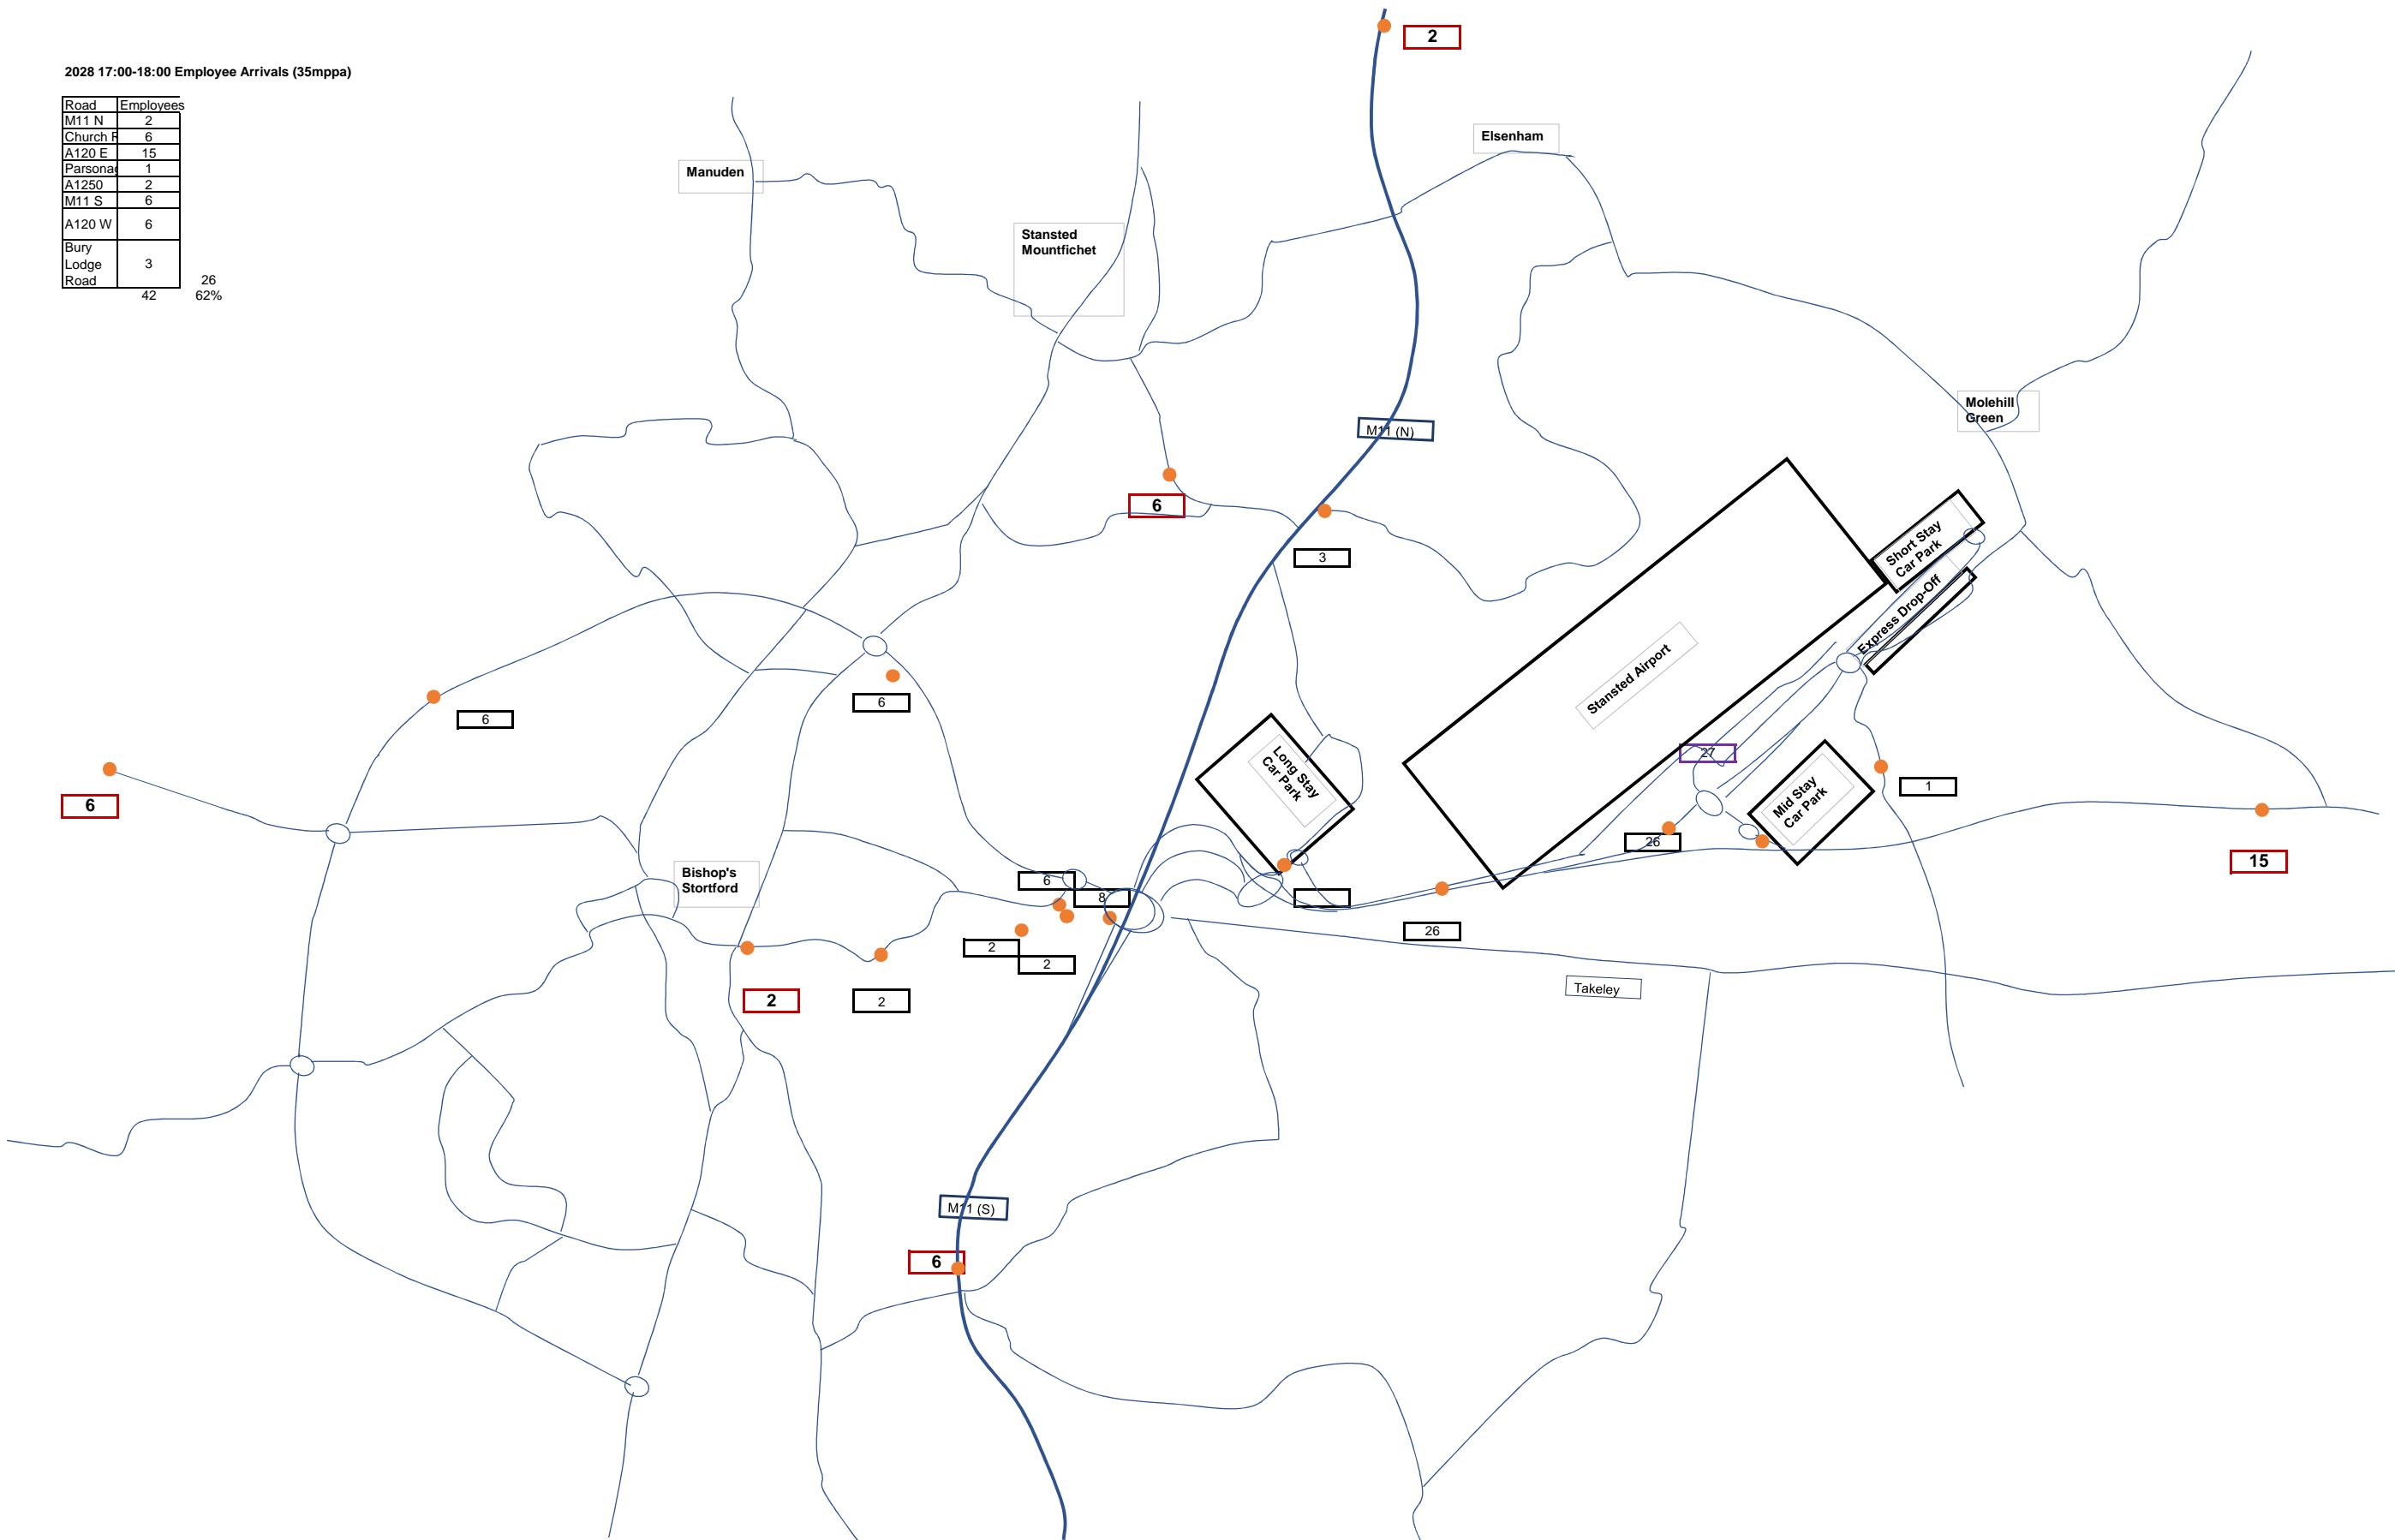 2
2028 17:00-18:00 Employee Arrivals (35mppa)
Road Employees
M11 N 2
Church R 6
A120 E 15
Parsonag 1
A1250 2
M11 S 6
A120 W 6
Bury
Lodge 3
Road 26
42 62%
Elsenham
Manuden
Stansted
Mountfichet
Molehill
Green
M11 (N)
6
3
Short Stay
Car Park
Express Drop-Off
Stansted Airport
6
6
Long Stay
Car Park
27
Mid Stay
Car Park
1
6
26
15
Bishop's
Stortford
6
8
26
2
2
Takeley
2
2
M11 (S)
6